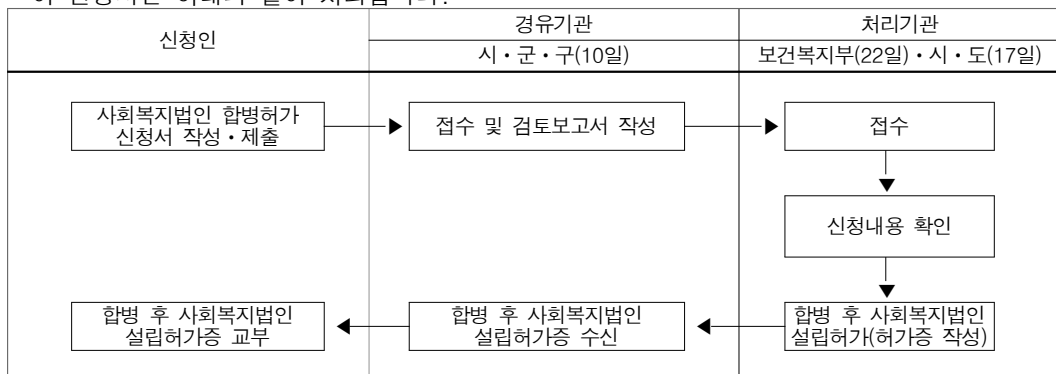 신청인
경유기관
처리기관
시・군・구(10일)
보건복지부(22일)・시・도(17일)
사회복지법인 합병허가
신청서 작성・제출
접수 및 검토보고서 작성
접수
신청내용 확인
합병 후 사회복지법인
설립허가증 교부
합병 후 사회복지법인
설립허가증 수신
합병 후 사회복지법인
설립허가(허가증 작성)